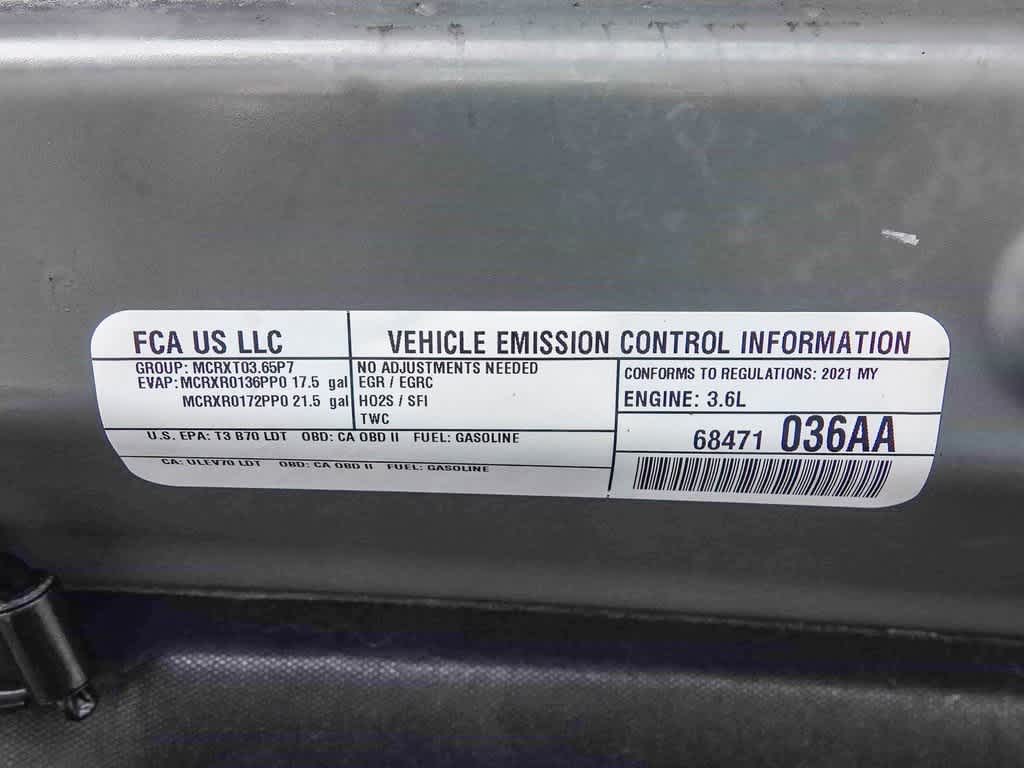 FCA US LLC
VEHICLE EMISSION CONTROL INFORMATION
GROUP: MCRXT03.65P7
EVAP: MCRXR0136PP0 17.5 gal
MCRXR0172PP0 21.5 gal
NO ADJUSTMENTS NEEDED
EGR / EGRC
HO2S / SFI
TWC
CONFORMS TO REGULATIONS: 2021 MY
ENGINE: 3.6L
68471 036AA
U.S. EPA: T3 B70 LDT OBD: CA OBD II FUEL: GASOLINE
CA: ULEV70 LDT OBD: CA OBD II FUEL: GASOLINE